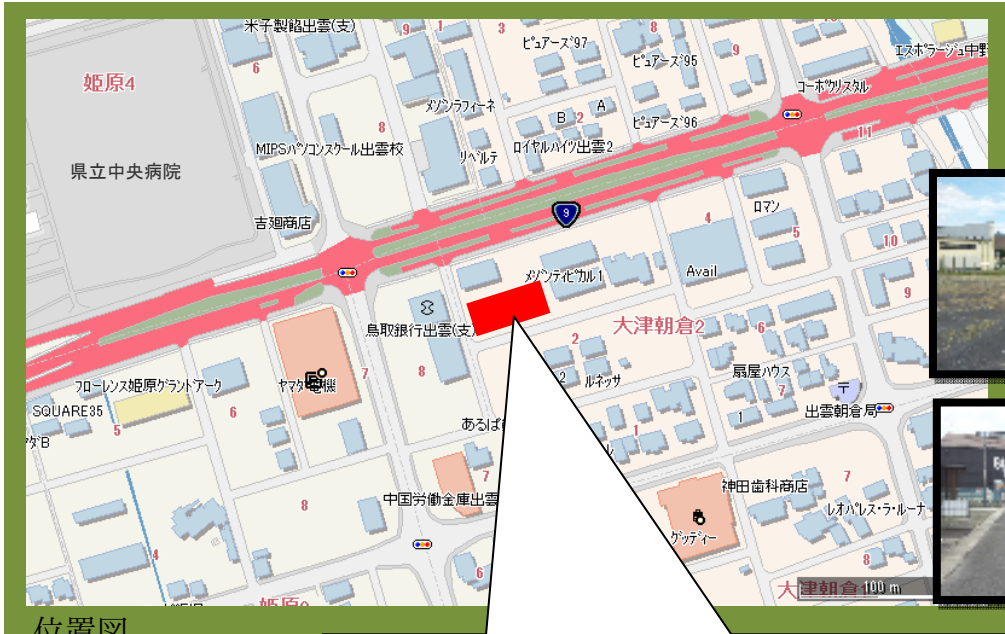 米子製餡出雲(支)
9
1
3
ピュアーズ'97
8
ピュアーズ'95
9
エスポラージュ中野
姫原4
6
メゾンラフィーネ
コーポクリスタル
A
B
2
ピュアーズ'96
8
MIPSパソコンスクール出雲校
リベルテ
ロイヤルハイツ出雲2
11
県立中央病院
吉廻商店
9
4
ロマン
5
10
メゾンティピカル1
Avail
9
鳥取銀行出雲(支)
大津朝倉2
6
2
フローレンス姫原グラントアーク
ヤマダ電機
7
8
2
ルネッサ
扇屋ハウス
〒
7
1
出雲朝倉局
SQUARE35
5
6
1
あるぱ
7
8
中国労働金庫出雲
神田歯科商店
7
レオパレス・ラ・ルーナ
グッディー
4
6
8
大津朝倉1
100 m
位置図